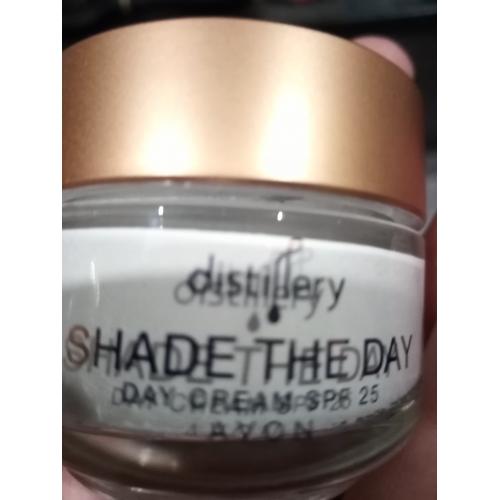 distillery
SHADE THE DAY
DAY CREAM SPF 25
AVON